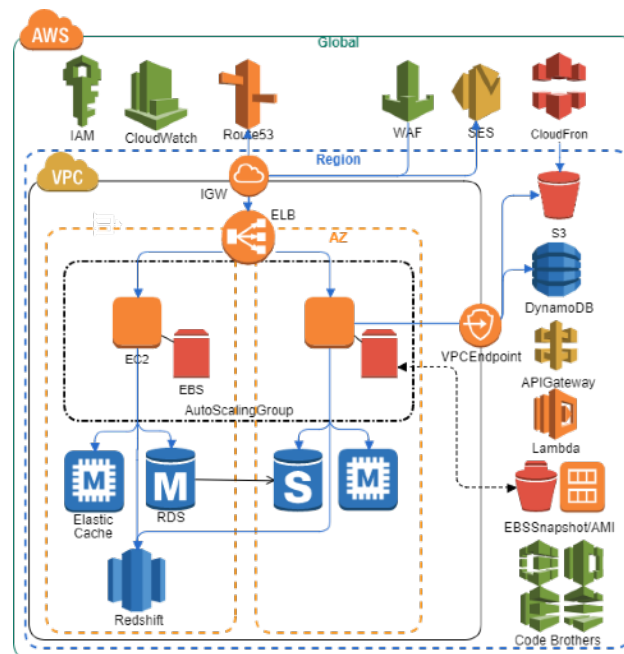 AWS
Global
IAM
CloudWatch
Route53
WAF
SES
CloudFron
Region
VPC
IGW
ELB
S3
AZ
DynamoDB
EC2
EBS
VPCEndpoint
APIGateway
AutoScalingGroup
Lambda
M
M
S
M
Elastic
Cache
RDS
EBSSnapshot/AMI
Redshift
Code Brothers